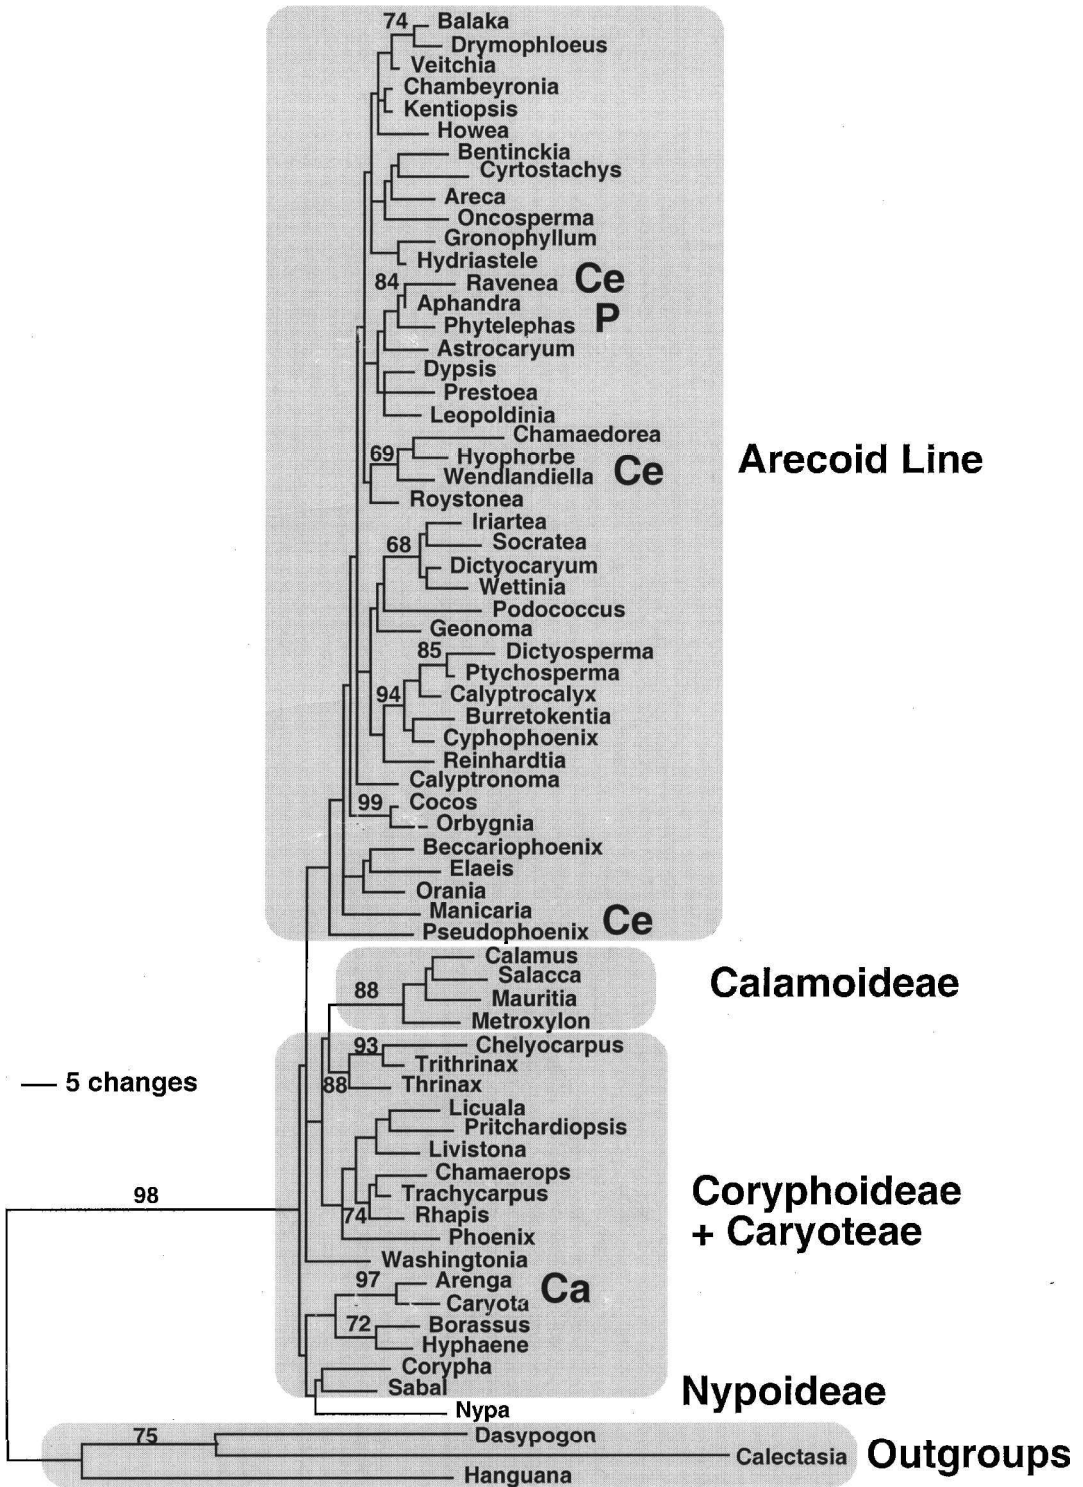 74 Balaka
Drymophloeus
Veitchia
Chambeyronia
Kentiopsis
Howea
Bentinckia
Cyrtostachys
Areca
Oncosperma
Gronophyllum
Hydriastele
84 Ravenea Ce
Aphandra P
Phytelephas
Astrocaryum
Dypsis
Prestoea
Leopoldinia
Chamaedorea
69 Hyophorbe
Wendlandiella Ce
Arecoid Line
Roystonea
Iriartea
68 Socratea
Dictyocaryum
Wettinia
Podococcus
Geonoma
85 Dictyosperma
Ptychosperma
94 Calyptrocalyx
Burretokentia
Cyphophoenix
Reinhardtia
Calyptronoma
99 Cocos
Orbygnia
Beccariophoenix
Elaeis
Orania
Manicaria
Pseudophoenix Ce
Calamus
Salacca
88 Mauritia
Calamoideae
Metroxylon
93 Chelyocarpus
Trithrinax
88 Thrinax
5 changes
Licuala
Pritchardiopsis
Livistona
Chamaerops
Trachycarpus
98
74 Rhapis
Coryphoideae
+ Caryoteae
Phoenix
Washingtonia
97 Arenga Ca
Caryota
72 Borassus
Hyphaene
Corypha
Sabal
Nypoideae
Nypa
75 Dasypogon
Calectasia
Outgroups
Hanguana